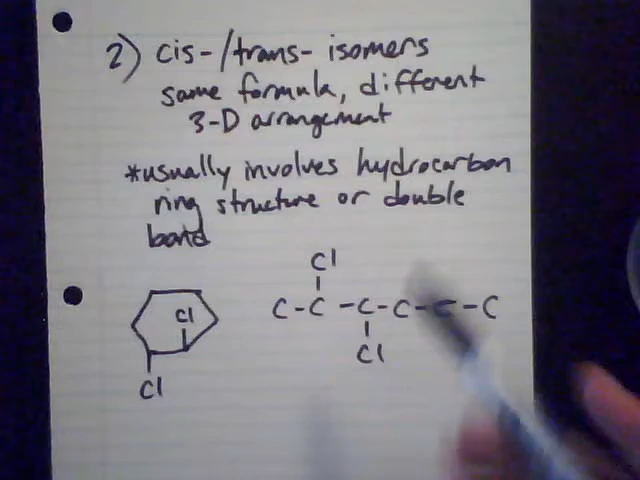 2) cis-/trans- isomers
same formula, different
3-D arrangement
*usually involves hydrocarbon
ring structure or double
bond
Cl
C-C-C-C-C-C
Cl
Cl
Cl